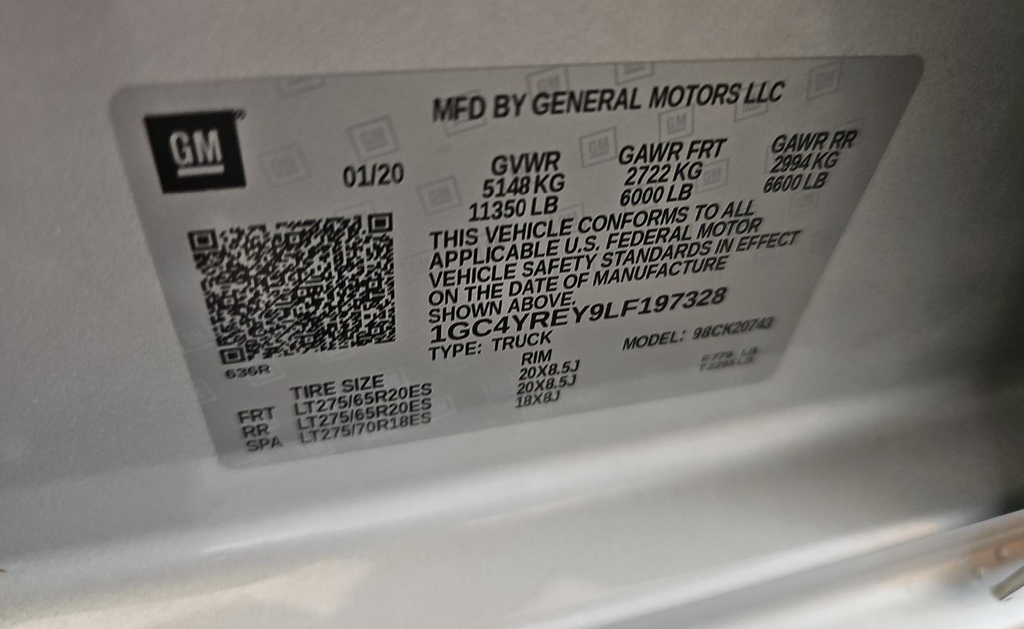 GM
MFD BY GENERAL MOTORS LLC
01/20
GVWR
5148 KG
11350 LB
GAWR FRT
2722 KG
6000 LB
GAWR RR
2994 KG
6600 LB
THIS VEHICLE CONFORMS TO ALL
APPLICABLE U.S. FEDERAL MOTOR
VEHICLE SAFETY STANDARDS IN EFFECT
ON THE DATE OF MANUFACTURE
SHOWN ABOVE.
1GC4YREY9LF197328
TYPE: TRUCK
MODEL: 98CK20743
636R
TIRE SIZE
RIM
FRT LT275/65R20ES 20X8.5J
RR LT275/65R20ES 20X8.5J
SPA LT275/70R18ES 18X8J